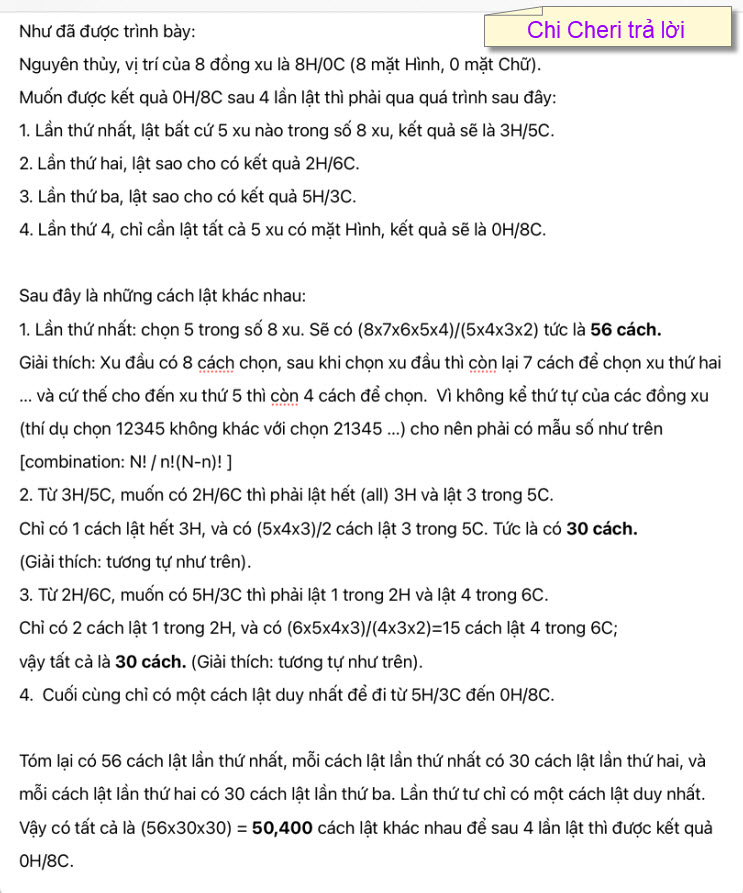 Chi Cheri trả lời
Như đã được trình bày:
Nguyên thủy, vị trí của 8 đồng xu là 8H/0C (8 mặt Hình, 0 mặt Chữ).
Muốn được kết quả 0H/8C sau 4 lần lật thì phải qua quá trình sau đây:
1. Lần thứ nhất, lật bất cứ 5 xu nào trong số 8 xu, kết quả sẽ là 3H/5C.
2. Lần thứ hai, lật sao cho có kết quả 2H/6C.
3. Lần thứ ba, lật sao cho có kết quả 5H/3C.
4. Lần thứ 4, chỉ cần lật tất cả 5 xu có mặt Hình, kết quả sẽ là 0H/8C.
Sau đây là những cách lật khác nhau:
1. Lần thứ nhất: chọn 5 trong số 8 xu. Sẽ có (8x7x6x5x4)/(5x4x3x2) tức là 56 cách.
Giải thích: Xu đầu có 8 cách chọn, sau khi chọn xu đầu thì còn lại 7 cách để chọn xu thứ hai
... và cứ thế cho đến xu thứ 5 thì còn 4 cách để chọn. Vì không kể thứ tự của các đồng xu
(thí dụ chọn 12345 không khác với chọn 21345 ...) cho nên phải có mẫu số như trên
[combination: N! / n!(N-n)! ]
2. Từ 3H/5C, muốn có 2H/6C thì phải lật hết (all) 3H và lật 3 trong 5C.
Chỉ có 1 cách lật hết 3H, và có (5x4x3)/2 cách lật 3 trong 5C. Tức là có 30 cách.
(Giải thích: tương tự như trên).
3. Từ 2H/6C, muốn có 5H/3C thì phải lật 1 trong 2H và lật 4 trong 6C.
Chỉ có 2 cách lật 1 trong 2H, và có (6x5x4x3)/(4x3x2)=15 cách lật 4 trong 6C;
vậy tất cả là 30 cách. (Giải thích: tương tự như trên).
4. Cuối cùng chỉ có một cách lật duy nhất để đi từ 5H/3C đến 0H/8C.
Tóm lại có 56 cách lật lần thứ nhất, mỗi cách lật lần thứ nhất có 30 cách lật lần thứ hai, và
mỗi cách lật lần thứ hai có 30 cách lật lần thứ ba. Lần thứ tư chỉ có một cách lật duy nhất.
Vậy có tất cả là (56x30x30) = 50,400 cách lật khác nhau để sau 4 lần lật thì được kết quả
0H/8C.